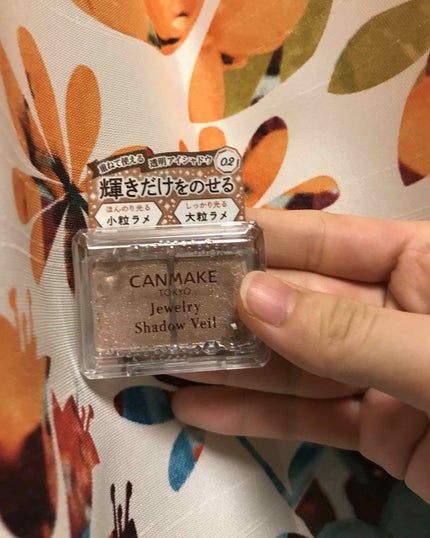 重ねて使える 透明アイシャドウ 02
輝きだけをのせる
ほんのり光る しっかり光る
小粒ラメ 大粒ラメ
CANMAKE
TOKYO
Jewelry
Shadow Veil